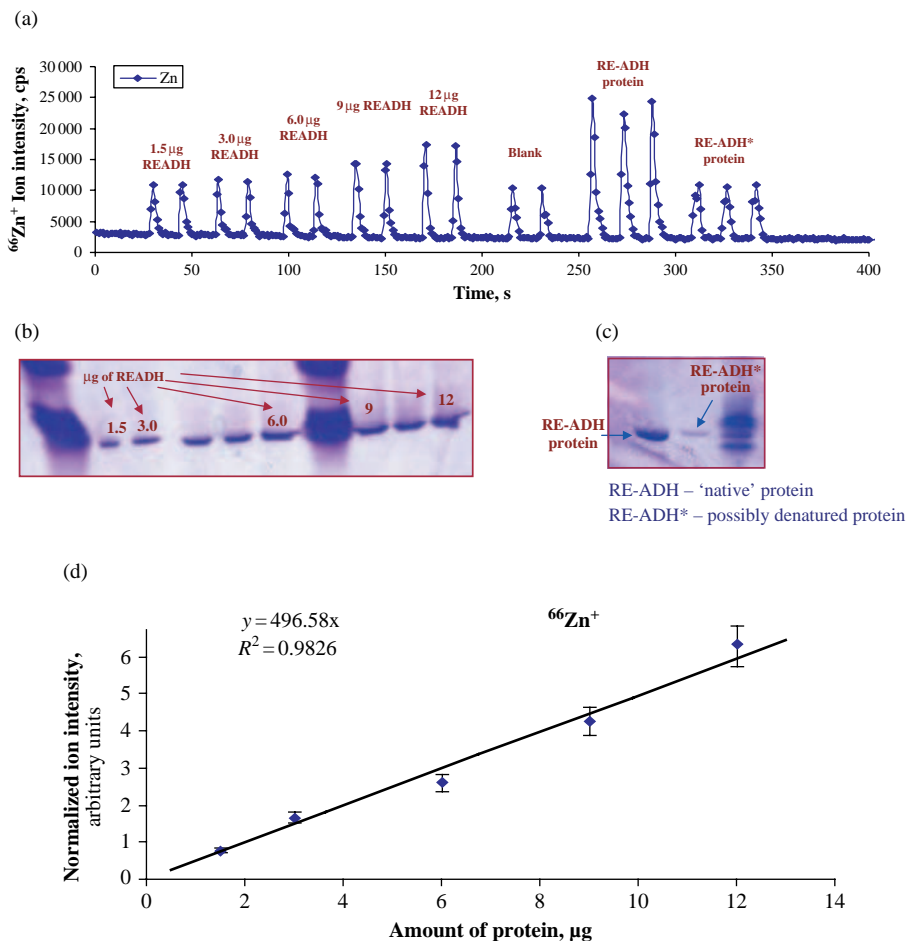 (a)
⁶⁶Zn⁺ Ion intensity, cps
30 000
25 000
20 000
15 000
10 000
5000
0
Zn
1.5 µg
READH
3.0 µg
READH
6.0 µg
READH
9 µg READH
12 µg
READH
Blank
RE-ADH
protein
RE-ADH*
protein
0 50 100 150 200 250 300 350 400
Time, s
(b)
µg of READH
1.5 3.0 6.0 9 12
(c)
RE-ADH*
protein
RE-ADH
protein
RE-ADH – ‘native’ protein
RE-ADH* – possibly denatured protein
(d)
y = 496.58x
R² = 0.9826
⁶⁶Zn⁺
Normalized ion intensity,
arbitrary units
6
5
4
3
2
1
0
0 2 4 6 8 10 12 14
Amount of protein, µg